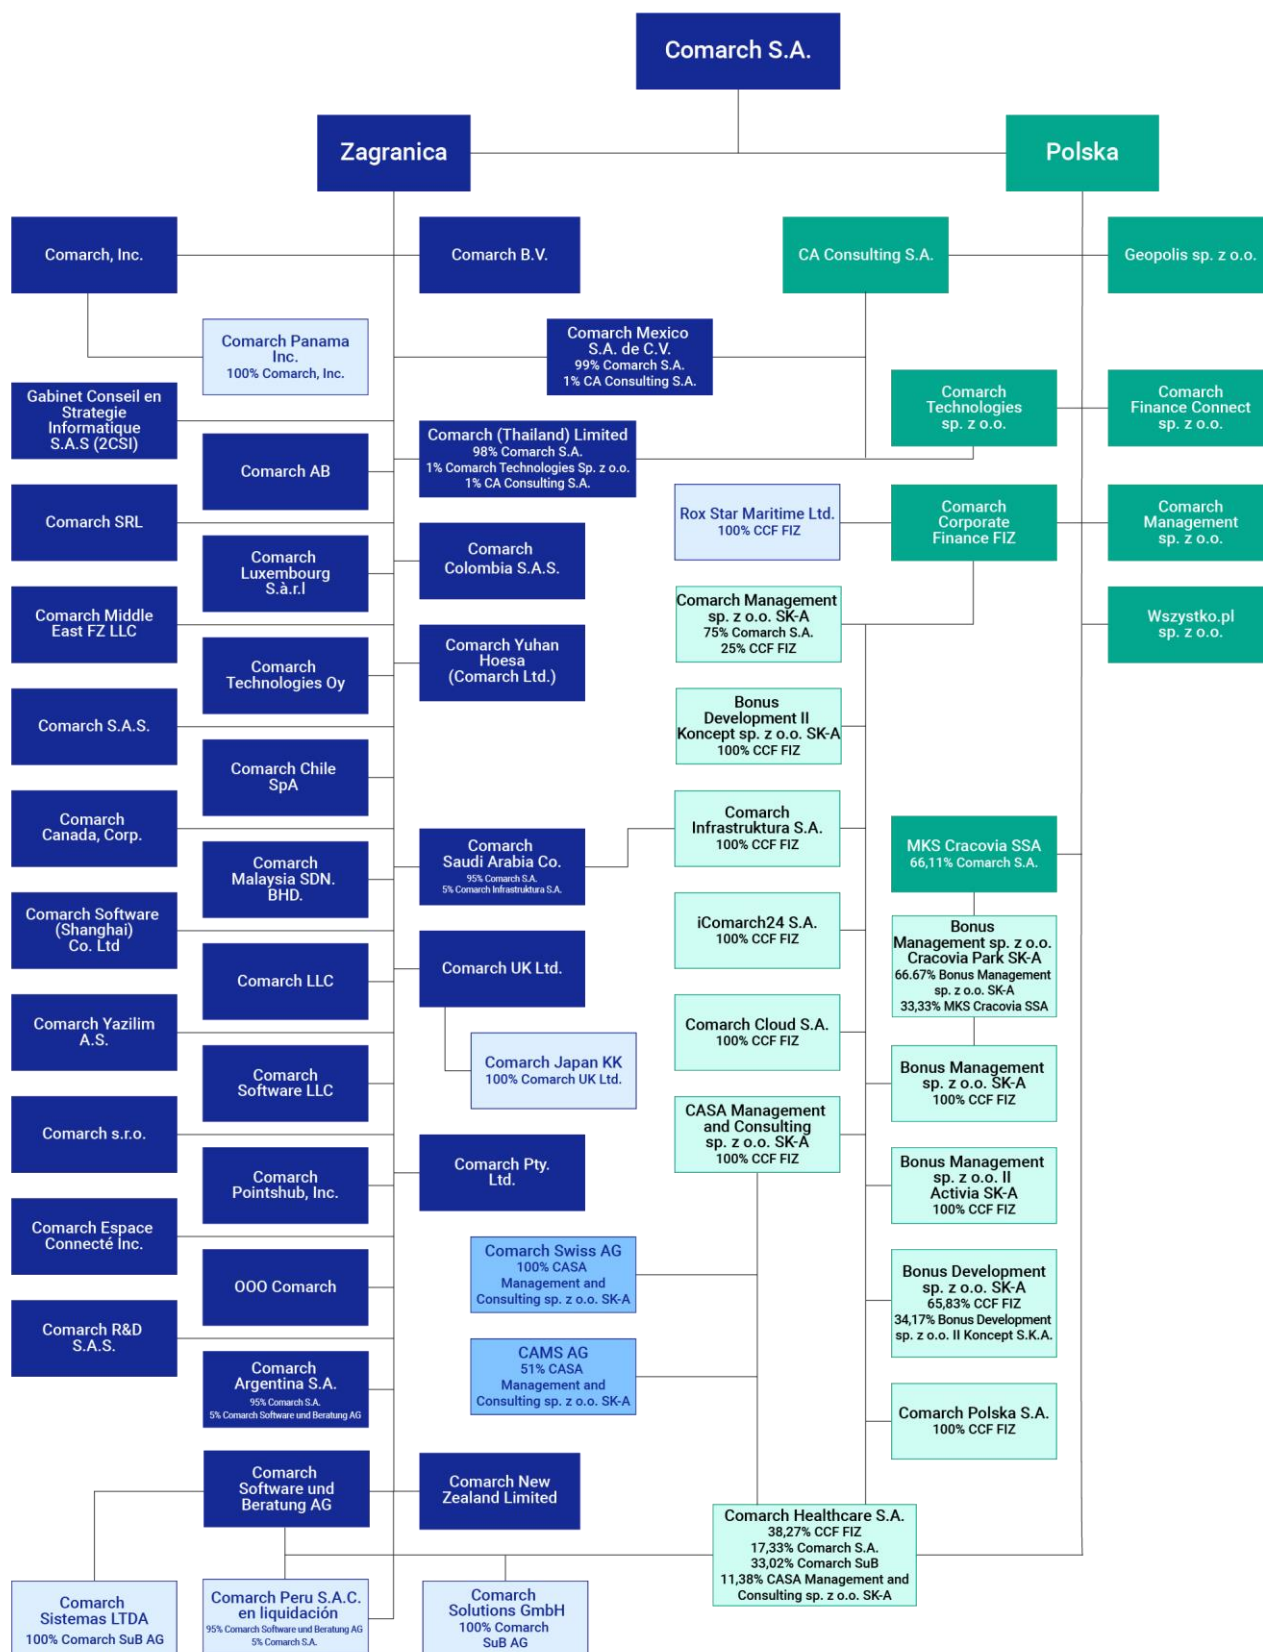 Comarch S.A.
Zagranica
Polska
Comarch, Inc.
Comarch B.V.
CA Consulting S.A.
Geopolis sp. z o.o.
Comarch Panama
Inc.
100% Comarch, Inc.
Comarch Mexico
S.A. de C.V.
99% Comarch S.A.
1% CA Consulting S.A.
Gabinet Conseil en
Strategie
Informatique
S.A.S (2CSI)
Comarch
Technologies
sp. z o.o.
Comarch
Finance Connect
sp. z o.o.
Comarch AB
Comarch (Thailand) Limited
98% Comarch S.A.
1% Comarch Technologies Sp. z o.o.
1% CA Consulting S.A.
Comarch SRL
Rox Star Maritime Ltd.
100% CCF FIZ
Comarch
Corporate
Finance FIZ
Comarch
Management
sp. z o.o.
Comarch
Luxembourg
S.à.r.l
Comarch
Colombia S.A.S.
Comarch Middle
East FZ LLC
Comarch Management
sp. z o.o. SK-A
75% Comarch S.A.
25% CCF FIZ
Wszystko.pl
sp. z o.o.
Comarch
Technologies Oy
Comarch Yuhan
Hoesa
(Comarch Ltd.)
Comarch S.A.S.
Bonus
Development II
Koncept sp. z o.o. SK-A
100% CCF FIZ
Comarch Chile
SpA
Comarch
Canada, Corp.
Comarch
Infrastruktura S.A.
100% CCF FIZ
Comarch
Malaysia SDN.
BHD.
Comarch
Saudi Arabia Co.
95% Comarch S.A.
5% Comarch Infrastruktura S.A.
MKS Cracovia SSA
66,11% Comarch S.A.
Comarch Software
(Shanghai)
Co. Ltd
iComarch24 S.A.
100% CCF FIZ
Bonus
Management sp. z o.o.
Cracovia Park SK-A
66.67% Bonus Management
sp. z o.o. SK-A
33,33% MKS Cracovia SSA
Comarch LLC
Comarch UK Ltd.
Comarch Yazilim
A.S.
Comarch Cloud S.A.
100% CCF FIZ
Comarch
Software LLC
Comarch Japan KK
100% Comarch UK Ltd.
Bonus Management
sp. z o.o. SK-A
100% CCF FIZ
Comarch s.r.o.
CASA Management
and Consulting
sp. z o.o. SK-A
100% CCF FIZ
Comarch
Pointshub, Inc.
Comarch Pty.
Ltd.
Bonus Management
sp. z o.o. II
Activia SK-A
100% CCF FIZ
Comarch Espace
Connecté Inc.
Comarch Swiss AG
100% CASA
Management and
Consulting sp. z o.o. SK-A
OOO Comarch
Bonus Development
sp. z o.o. SK-A
65,83% CCF FIZ
34,17% Bonus Development
sp. z o.o. II Koncept S.K.A.
Comarch R&D
S.A.S.
CAMS AG
51% CASA
Management and
Consulting sp. z o.o. SK-A
Comarch
Argentina S.A.
95% Comarch S.A.
5% Comarch Software und Beratung AG
Comarch Polska S.A.
100% CCF FIZ
Comarch
Software und
Beratung AG
Comarch New
Zealand Limited
Comarch Healthcare S.A.
38,27% CCF FIZ
17,33% Comarch S.A.
33,02% Comarch SuB
11,38% CASA Management and
Consulting sp. z o.o. SK-A
Comarch
Sistemas LTDA
100% Comarch SuB AG
Comarch Peru S.A.C.
en liquidación
95% Comarch Software und Beratung AG
5% Comarch S.A.
Comarch
Solutions GmbH
100% Comarch
SuB AG